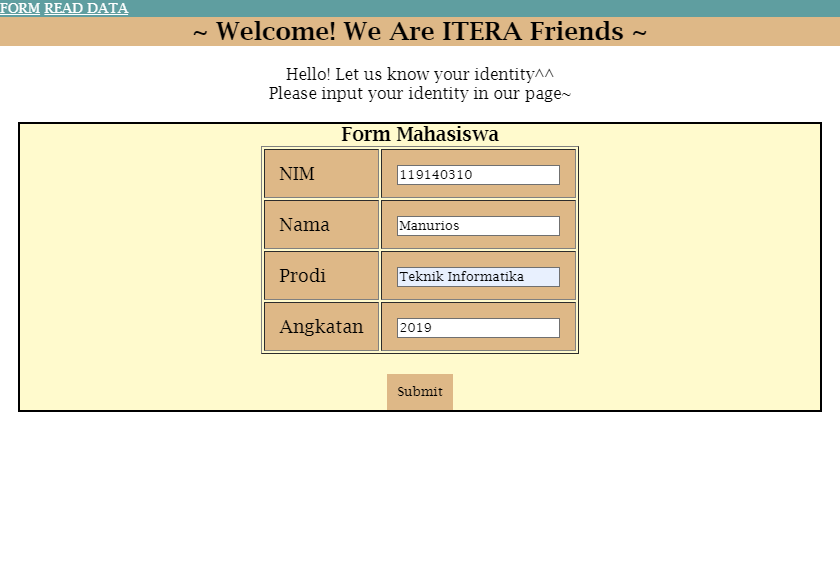 FORM READ DATA
~ Welcome! We Are ITERA Friends ~
Hello! Let us know your identity^^
Please input your identity in our page~
Form Mahasiswa
NIM 119140310
Nama Manurios
Prodi Teknik Informatika
Angkatan 2019
Submit